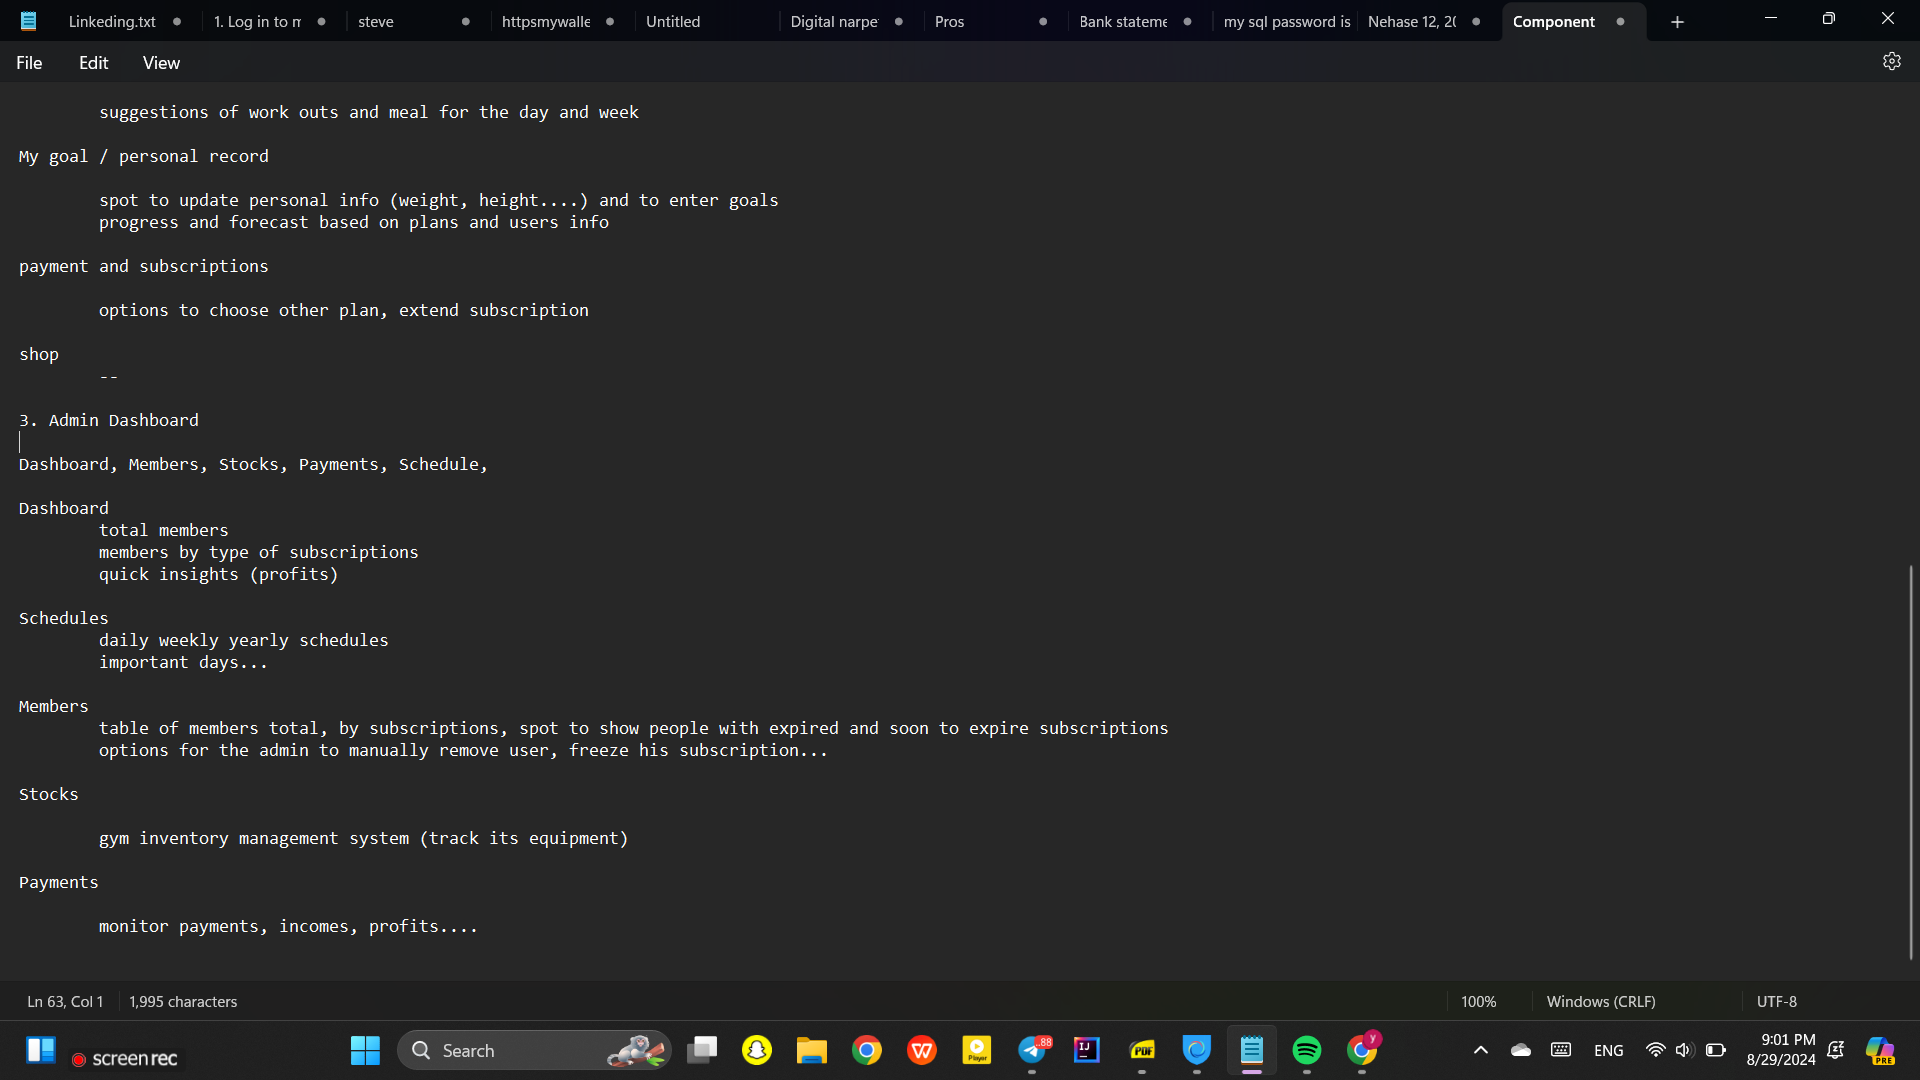 Linkeding.txt
1. Log in to m
steve
httpsmywalle
Untitled
Digital narpe
Pros
Bank stateme
my sql password is
Nehase 12, 20
Component
File
Edit
View
suggestions of work outs and meal for the day and week
My goal / personal record
spot to update personal info (weight, height....) and to enter goals
progress and forecast based on plans and users info
payment and subscriptions
options to choose other plan, extend subscription
shop
--
3. Admin Dashboard
Dashboard, Members, Stocks, Payments, Schedule,
Dashboard
total members
members by type of subscriptions
quick insights (profits)
Schedules
daily weekly yearly schedules
important days...
Members
table of members total, by subscriptions, spot to show people with expired and soon to expire subscriptions
options for the admin to manually remove user, freeze his subscription...
Stocks
gym inventory management system (track its equipment)
Payments
monitor payments, incomes, profits....
Ln 63, Col 1
1,995 characters
100%
Windows (CRLF)
UTF-8
screenrec
Search
Player
..88
IJ
PDF
y
ENG
9:01 PM
8/29/2024
PRE